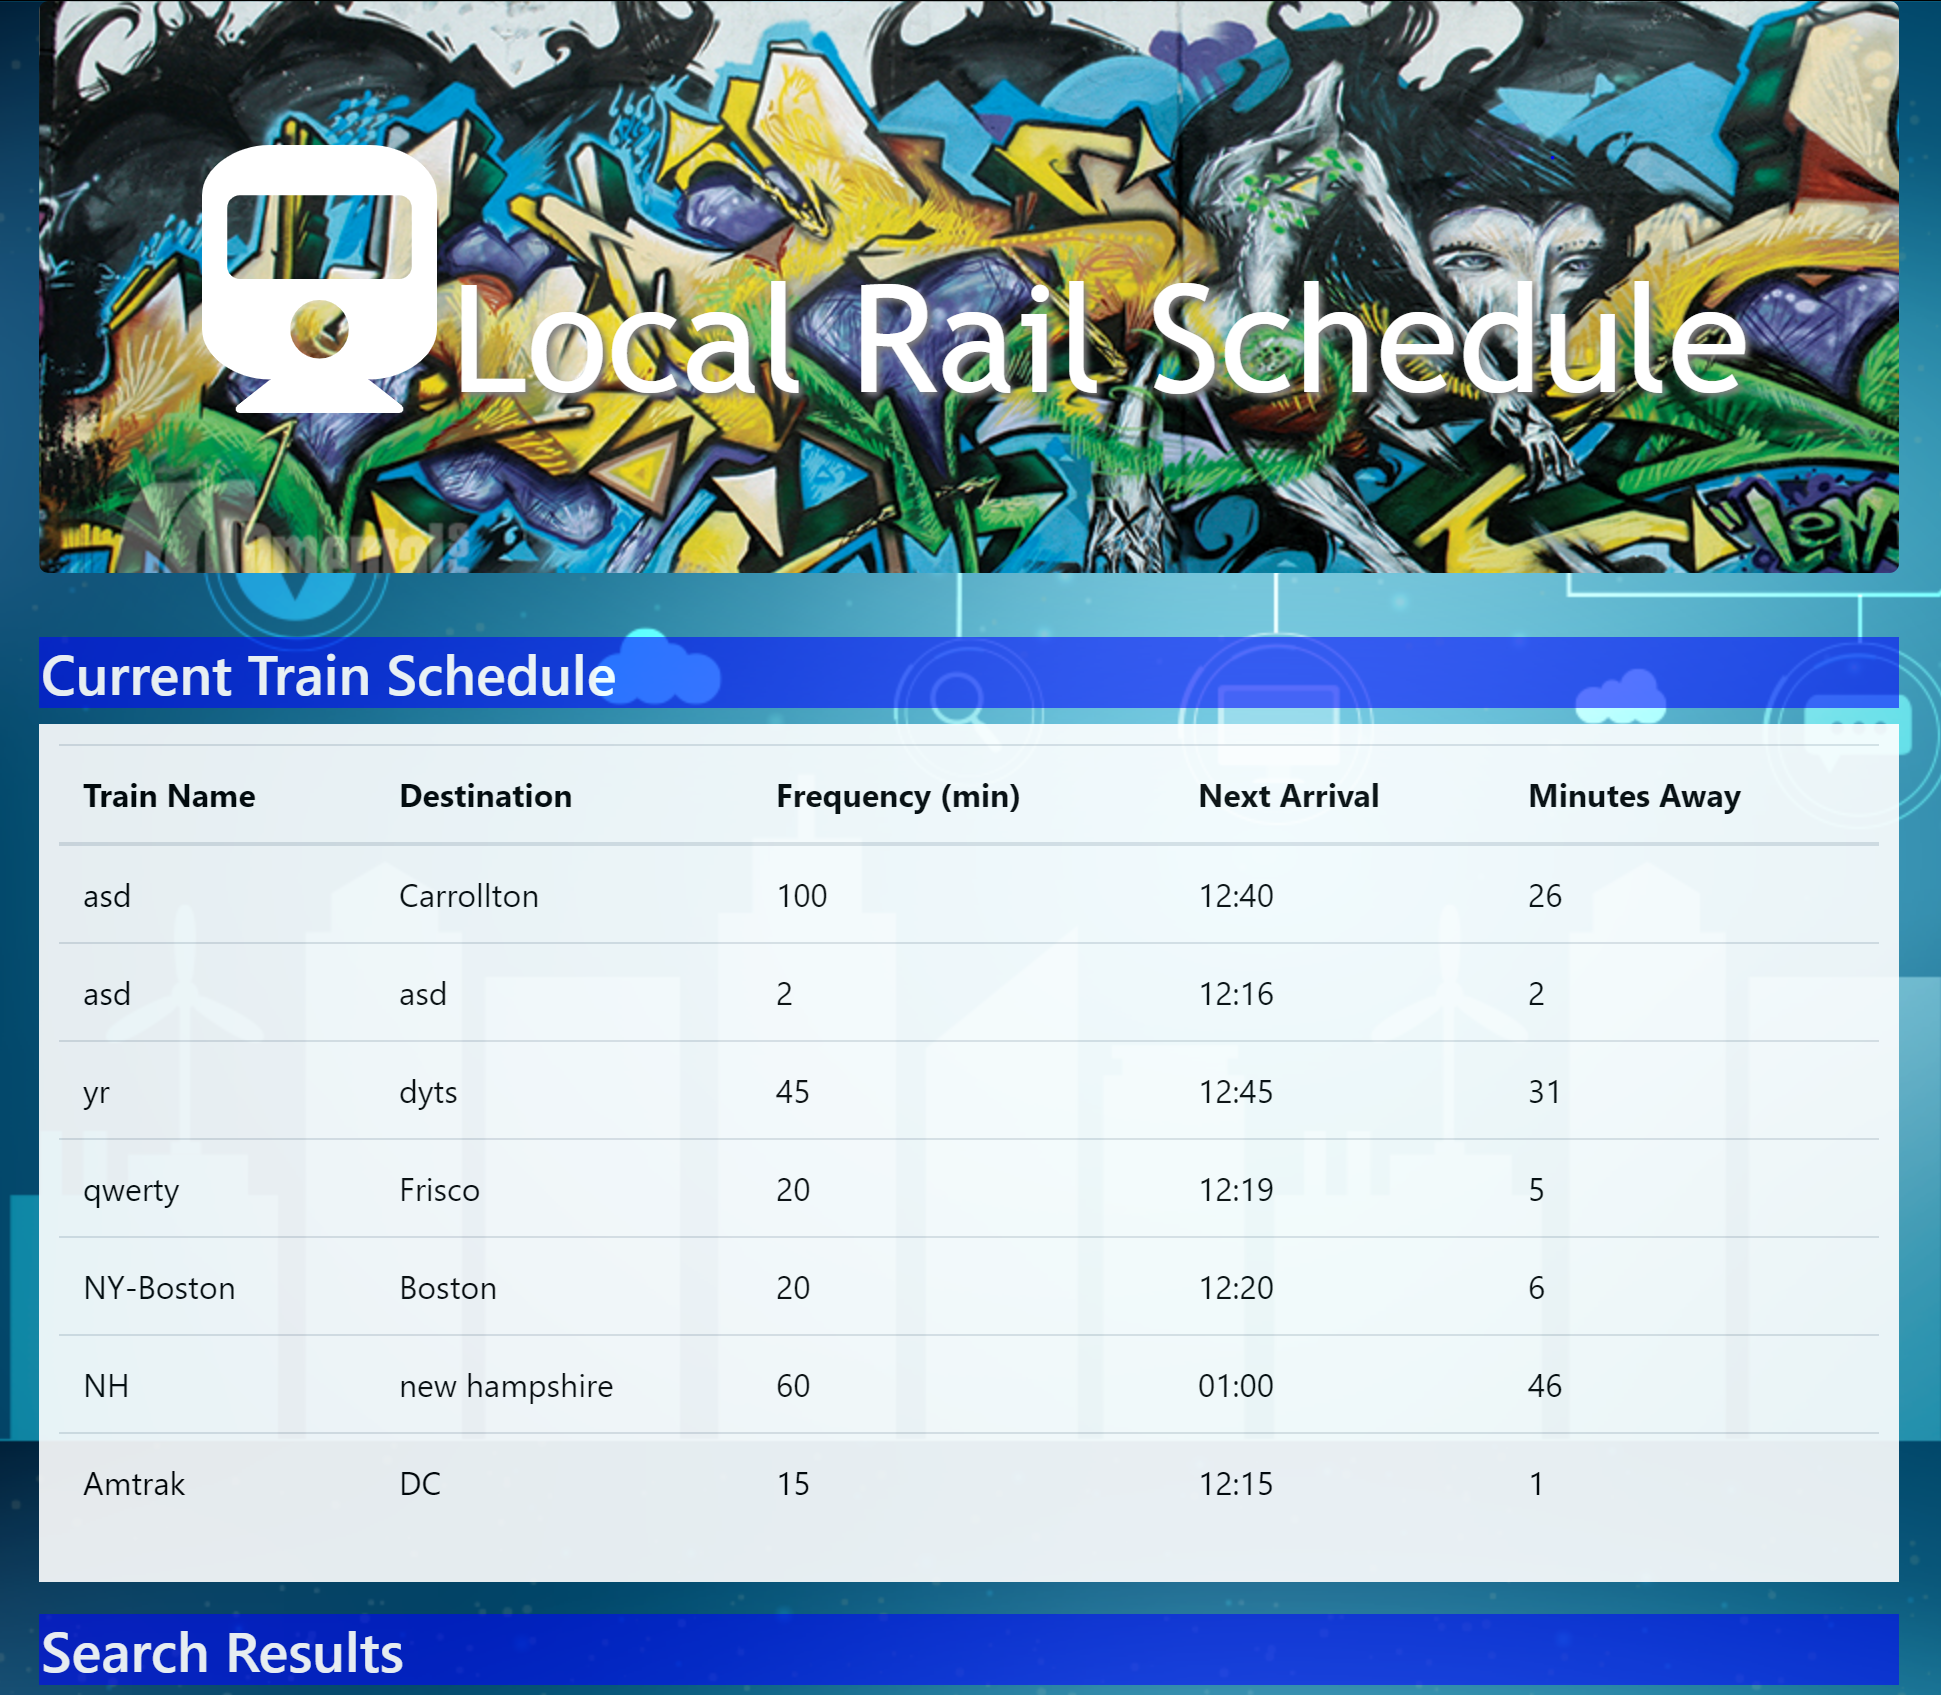 Local Rail Schedule
LeM
Current Train Schedule
Train Name Destination Frequency (min) Next Arrival Minutes Away
asd Carrollton 100 12:40 26
asd asd 2 12:16 2
yr dyts 45 12:45 31
qwerty Frisco 20 12:19 5
NY-Boston Boston 20 12:20 6
NH new hampshire 60 01:00 46
Amtrak DC 15 12:15 1
Search Results